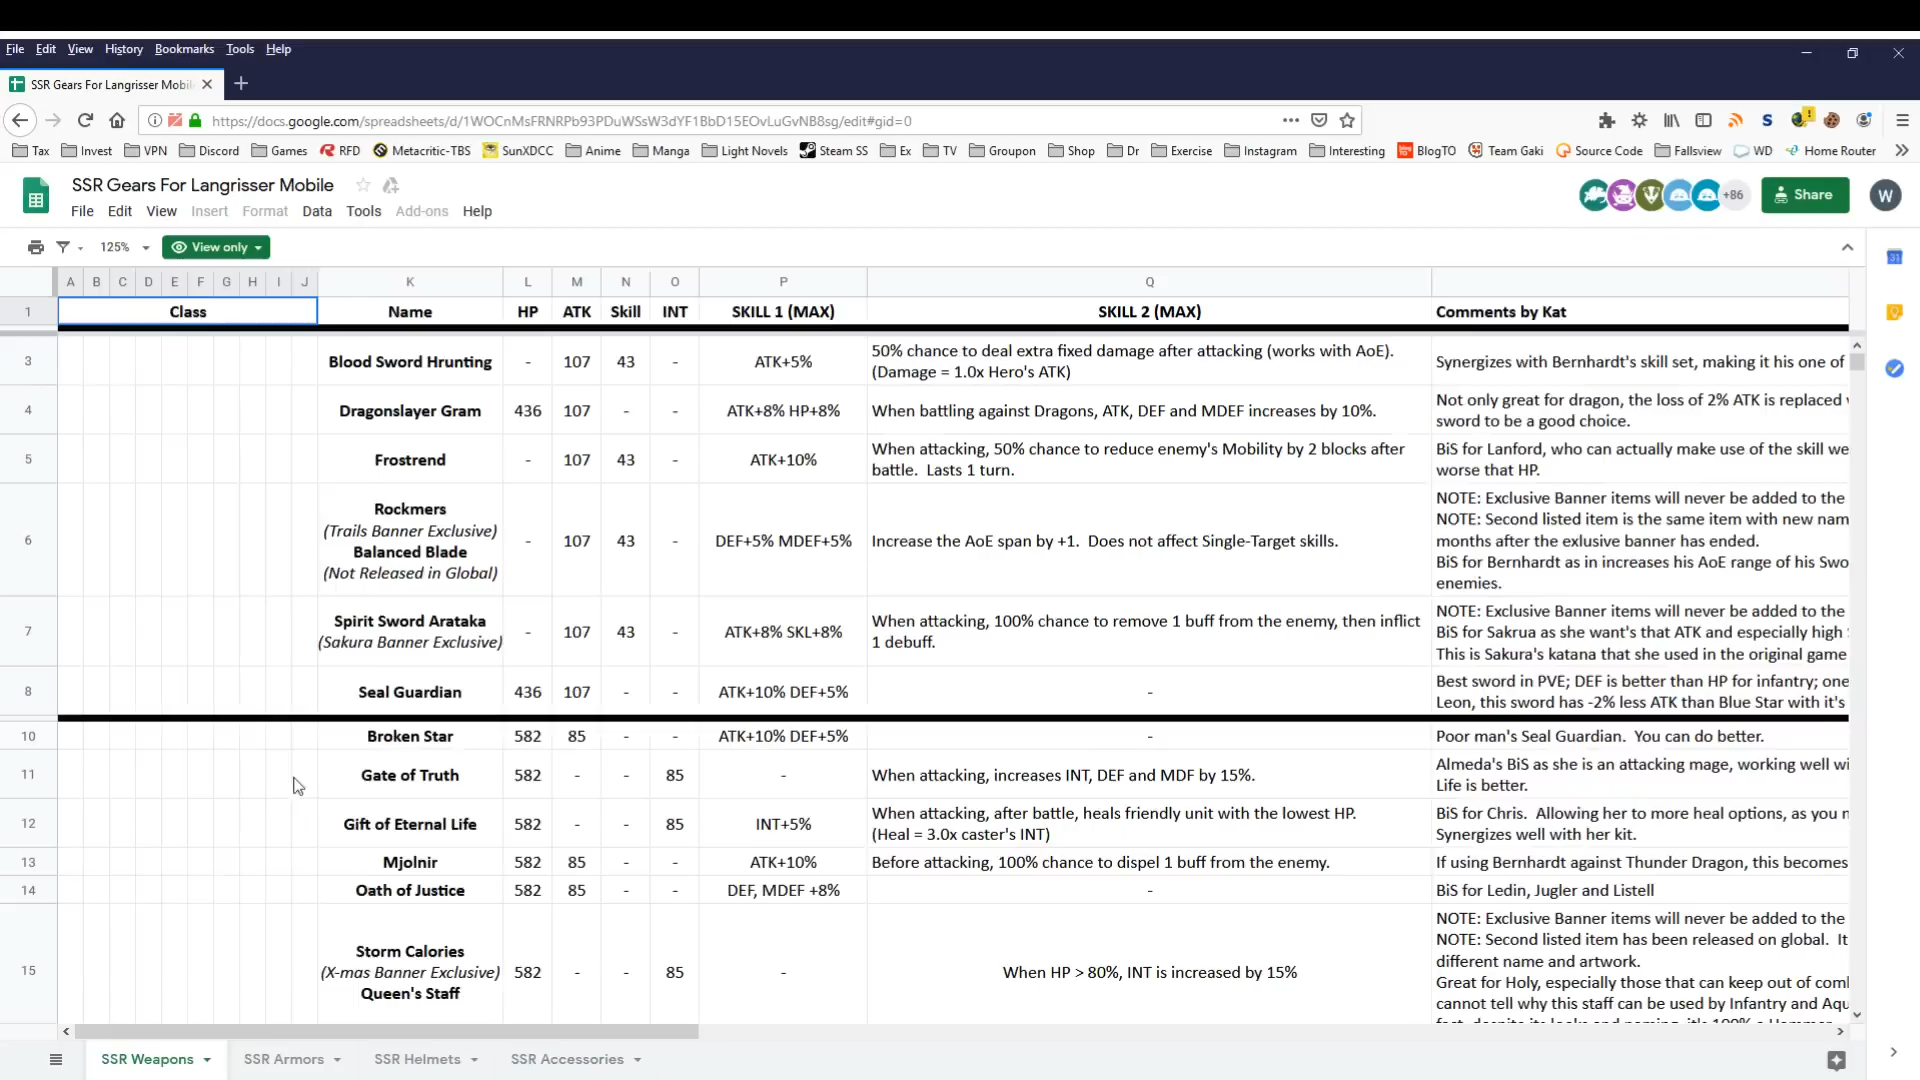 File Edit View History Bookmarks Tools Help
SSR Gears For Langrisser Mobil
https://docs.google.com/spreadsheets/d/1WOCnMsFRNRPb93PDuWSsW3dYF1BbD15EOvLuGvNB8sg/edit#gid=0
Tax Invest VPN Discord Games RFD Metacritic-TBS SunXDCC Anime Manga Light Novels Steam SS Ex TV Groupon Shop Dr Exercise Instagram Interesting BlogTO Team Gaki Source Code Fallsview WD Home Router
SSR Gears For Langrisser Mobile
+86 Share W
File Edit View Insert Format Data Tools Add-ons Help
125% View only
31
A B C D E F G H I J K L M N O P Q
1 Class Name HP ATK Skill INT SKILL 1 (MAX) SKILL 2 (MAX) Comments by Kat
3 Blood Sword Hrunting - 107 43 - ATK+5% 50% chance to deal extra fixed damage after attacking (works with AoE). Synergizes with Bernhardt's skill set, making it his one of
(Damage = 1.0x Hero's ATK)
4 Dragonslayer Gram 436 107 - - ATK+8% HP+8% When battling against Dragons, ATK, DEF and MDEF increases by 10%. Not only great for dragon, the loss of 2% ATK is replaced
sword to be a good choice.
5 Frostrend - 107 43 - ATK+10% When attacking, 50% chance to reduce enemy's Mobility by 2 blocks after BiS for Lanford, who can actually make use of the skill we
battle. Lasts 1 turn. worse that HP.
6 Rockmers
(Trails Banner Exclusive)
Balanced Blade
(Not Released in Global)
- 107 43 - DEF+5% MDEF+5% Increase the AoE span by +1. Does not affect Single-Target skills.
NOTE: Exclusive Banner items will never be added to the
NOTE: Second listed item is the same item with new nam
months after the exlusive banner has ended.
BiS for Bernhardt as in increases his AoE range of his Swo
enemies.
7 Spirit Sword Arataka
(Sakura Banner Exclusive)
- 107 43 - ATK+8% SKL+8% When attacking, 100% chance to remove 1 buff from the enemy, then inflict
1 debuff.
NOTE: Exclusive Banner items will never be added to the
BiS for Sakrua as she want's that ATK and especially high
This is Sakura's katana that she used in the original game
8 Seal Guardian 436 107 - - ATK+10% DEF+5% - Best sword in PVE; DEF is better than HP for infantry; one
Leon, this sword has -2% less ATK than Blue Star with it's
10 Broken Star 582 85 - - ATK+10% DEF+5% - Poor man's Seal Guardian. You can do better.
11 Gate of Truth 582 - - 85 - When attacking, increases INT, DEF and MDF by 15%. Almeda's BiS as she is an attacking mage, working well wi
Life is better.
12 Gift of Eternal Life 582 - - 85 INT+5% When attacking, after battle, heals friendly unit with the lowest HP. BiS for Chris. Allowing her to more heal options, as you
(Heal = 3.0x caster's INT) Synergizes well with her kit.
13 Mjolnir 582 85 - - ATK+10% Before attacking, 100% chance to dispel 1 buff from the enemy. If using Bernhardt against Thunder Dragon, this becomes
14 Oath of Justice 582 85 - - DEF, MDEF +8% - BiS for Ledin, Jugler and Listell
15 Storm Calories
(X-mas Banner Exclusive)
Queen's Staff
582 - - 85 - When HP > 80%, INT is increased by 15%
NOTE: Exclusive Banner items will never be added to the
NOTE: Second listed item has been released on global. It
different name and artwork.
Great for Holy, especially those that can keep out of coml
cannot tell why this staff can be used by Infantry and Aqu
SSR Weapons SSR Armors SSR Helmets SSR Accessories